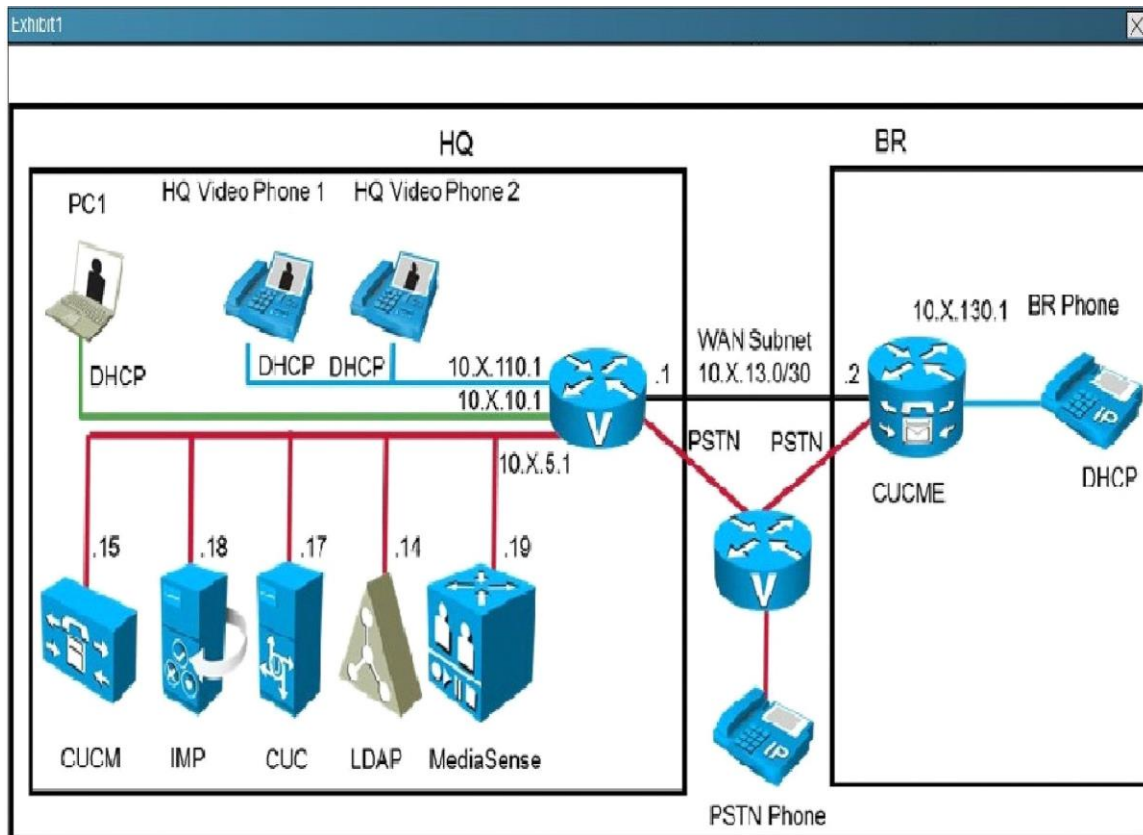 Exhibit1
X
HQ
BR
PC1
HQ Video Phone 1
HQ Video Phone 2
10.X.130.1
BR Phone
WAN Subnet
10.X.13.0/30
DHCP
DHCP
DHCP
10.X.110.1
10.X.10.1
.1
.2
V
IP
PSTN
PSTN
10.X.5.1
CUCME
DHCP
.15
.18
.17
.14
.19
V
CUCM
IMP
CUC
LDAP
MediaSense
IP
PSTN Phone